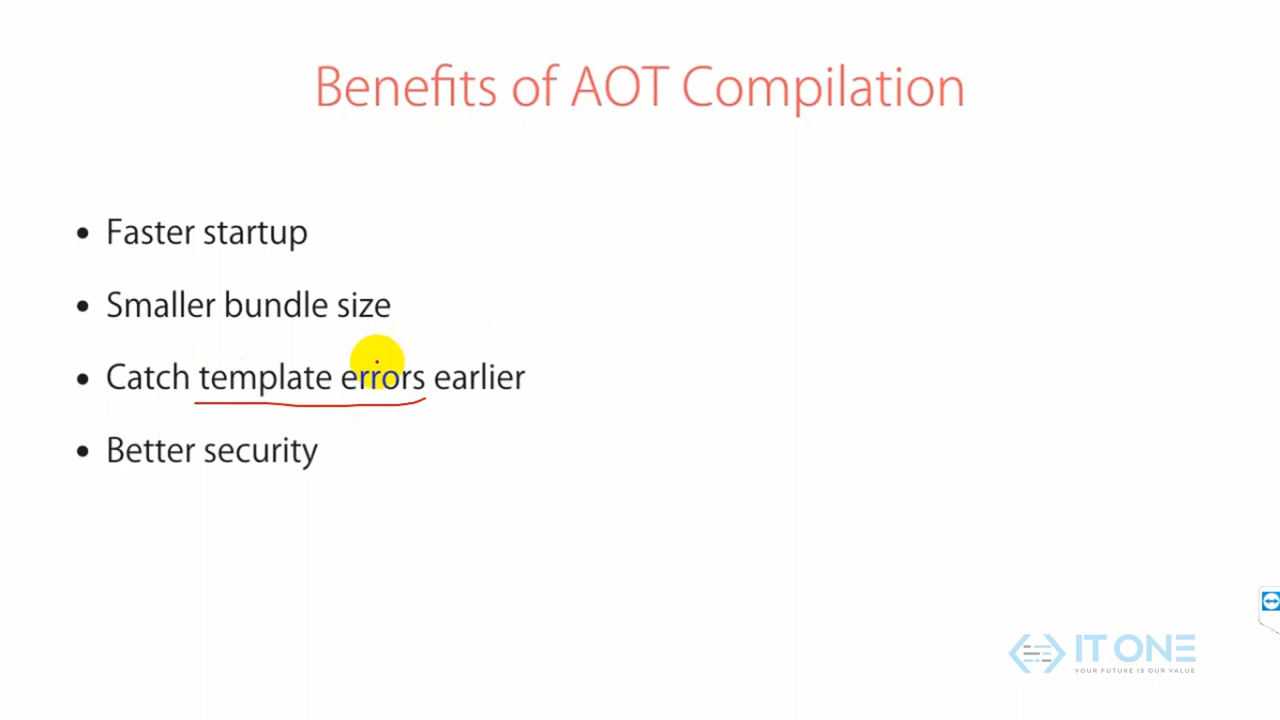 Benefits of AOT Compilation
• Faster startup
• Smaller bundle size
• Catch template errors earlier
• Better security
IT ONE
YOUR FUTURE IS OUR VALUE